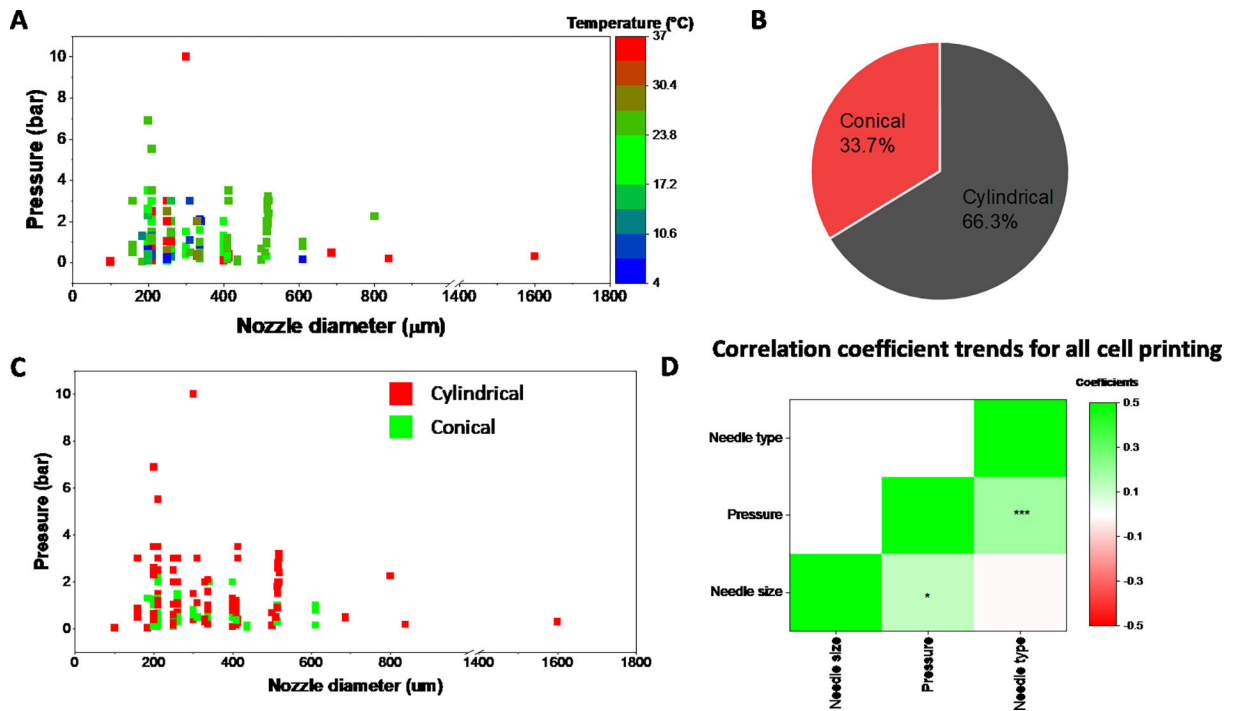 A
Temperature (°C)
Pressure (bar)
10
8
6
4
2
0
0
200
400
600
800
1400
1600
1800
Nozzle diameter (μm)
37
30.4
23.8
17.2
10.6
4
B
Conical
33.7%
Cylindrical
66.3%
C
Cylindrical
Conical
Pressure (bar)
10
8
6
4
2
0
0
200
400
600
800
1400
1600
1800
Nozzle diameter (um)
Correlation coefficient trends for all cell printing
D
Coefficients
Needle type
Pressure
Needle size
***
*
Needle size
Pressure
Needle type
0.5
0.3
0.1
-0.1
-0.3
-0.5